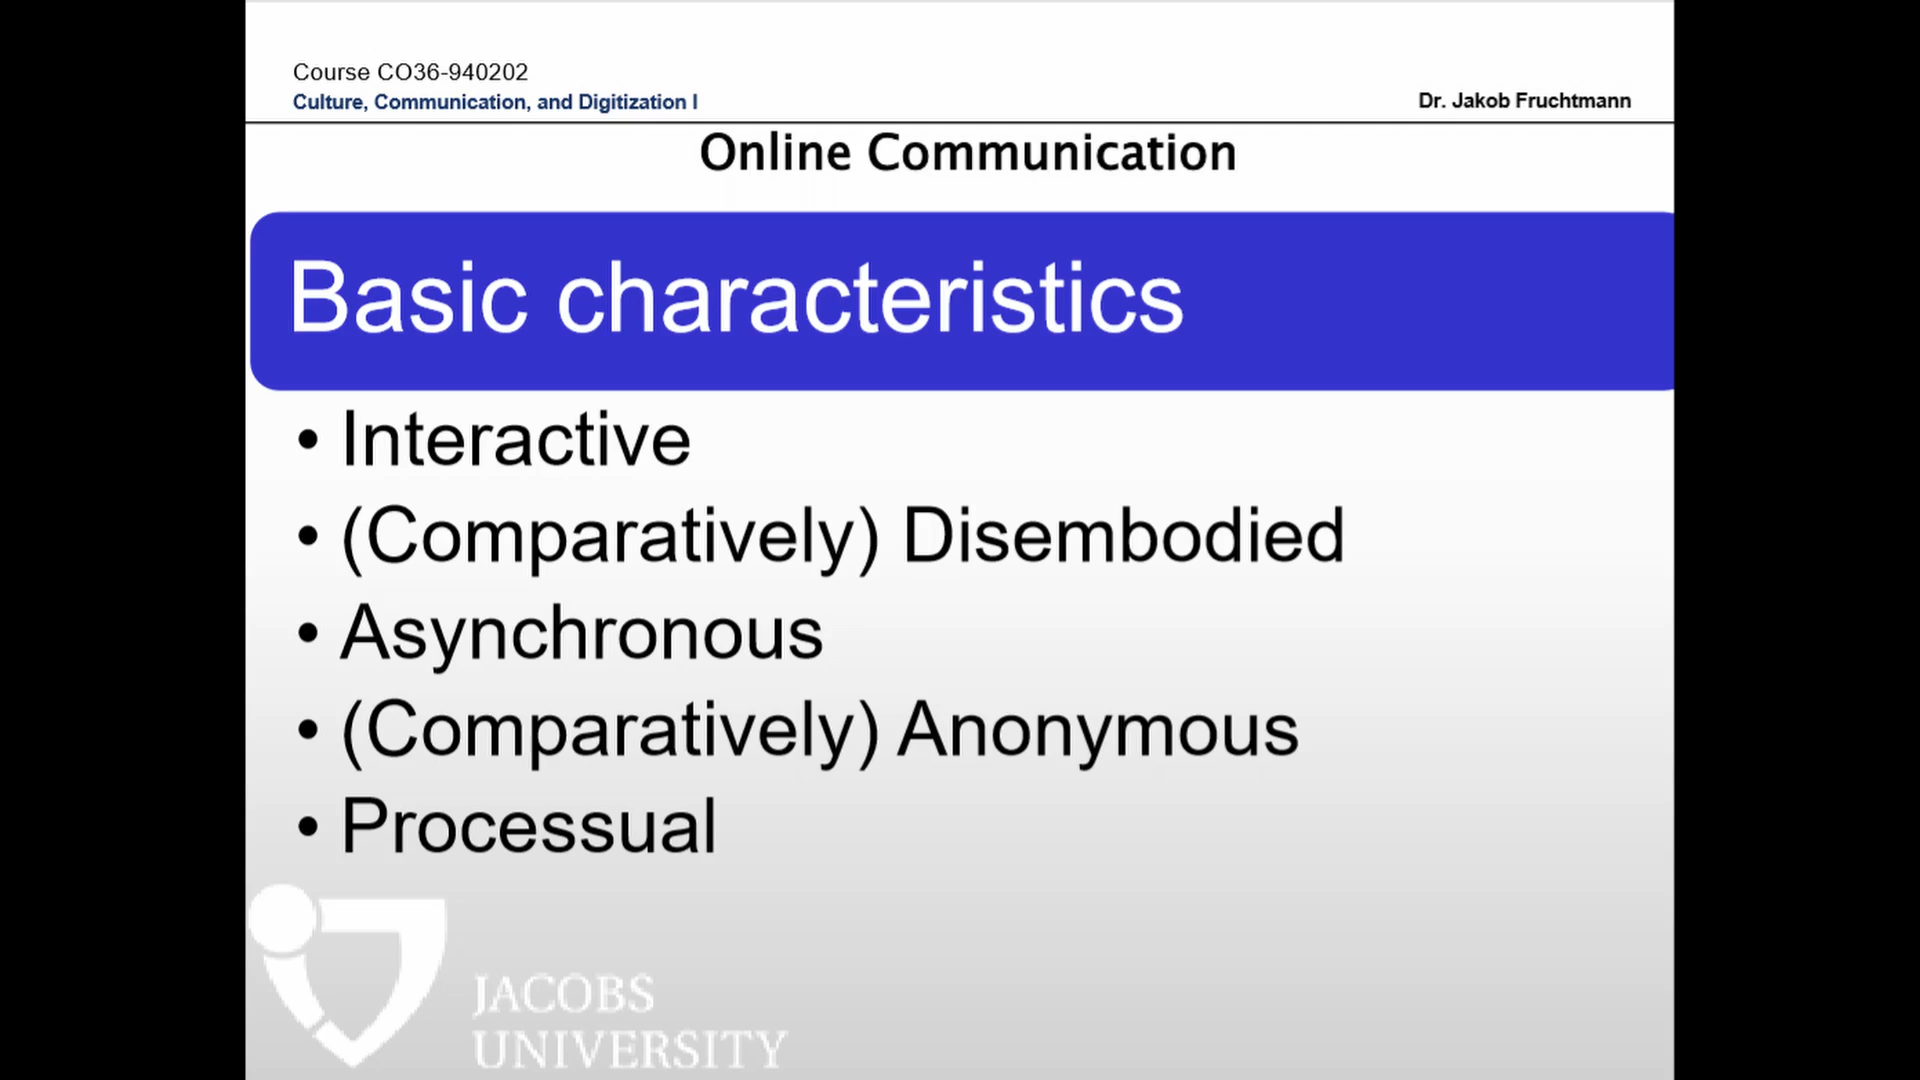 Course CO36-940202
Culture, Communication, and Digitization I
Dr. Jakob Fruchtmann
Online Communication
Basic characteristics
• Interactive
• (Comparatively) Disembodied
• Asynchronous
• (Comparatively) Anonymous
• Processual
JACOBS
UNIVERSITY